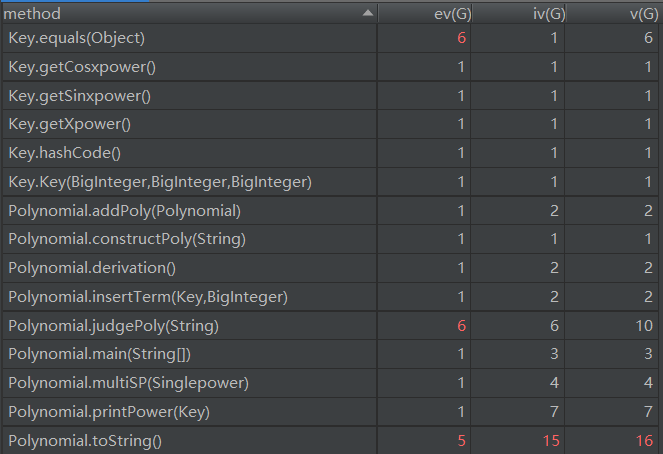 method ev(G) iv(G) v(G)
Key.equals(Object) 6 1 6
Key.getCosxpower() 1 1 1
Key.getSinxpower() 1 1 1
Key.getXpower() 1 1 1
Key.hashCode() 1 1 1
Key.Key(BigInteger,BigInteger,BigInteger) 1 1 1
Polynomial.addPoly(Polynomial) 1 2 2
Polynomial.constructPoly(String) 1 1 1
Polynomial.derivation() 1 2 2
Polynomial.insertTerm(Key,BigInteger) 1 2 2
Polynomial.judgePoly(String) 6 6 10
Polynomial.main(String[]) 1 3 3
Polynomial.multiSP(Singlepower) 1 4 4
Polynomial.printPower(Key) 1 7 7
Polynomial.toString() 5 15 16